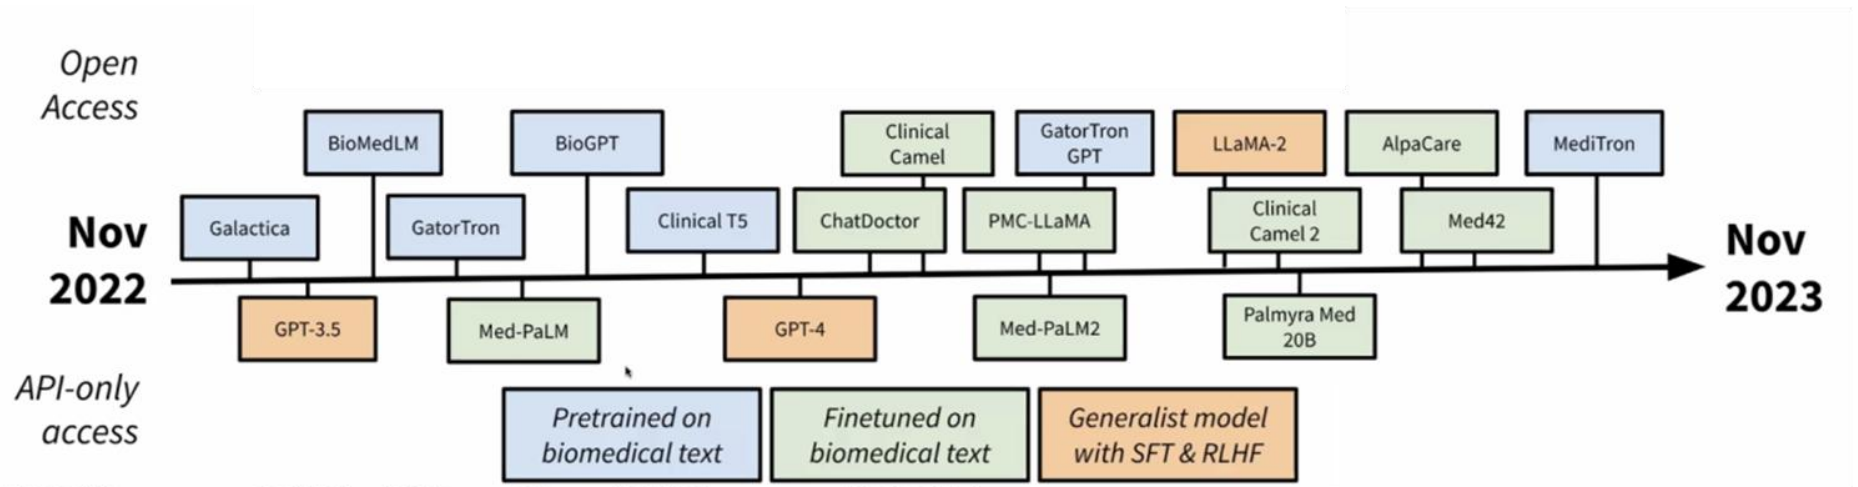 Open
Access
BioMedLM
BioGPT
Clinical
Camel
GatorTron
GPT
LLaMA-2
AlpaCare
MediTron
Galactica
GatorTron
Clinical T5
ChatDoctor
PMC-LLaMA
Clinical
Camel 2
Med42
Nov
2022
Nov
2023
GPT-3.5
Med-PaLM
GPT-4
Med-PaLM2
Palmyra Med
20B
API-only
access
Pretrained on
biomedical text
Finetuned on
biomedical text
Generalist model
with SFT & RLHF